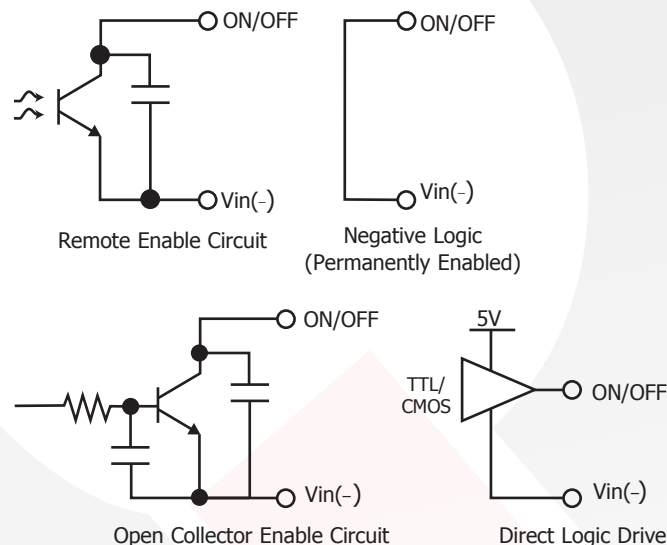 ON/OFF
ON/OFF
Vin(-)
Vin(-)
Remote Enable Circuit
Negative Logic
(Permanently Enabled)
ON/OFF
5V
TTL/
CMOS
ON/OFF
Vin(-)
Vin(-)
Open Collector Enable Circuit
Direct Logic Drive